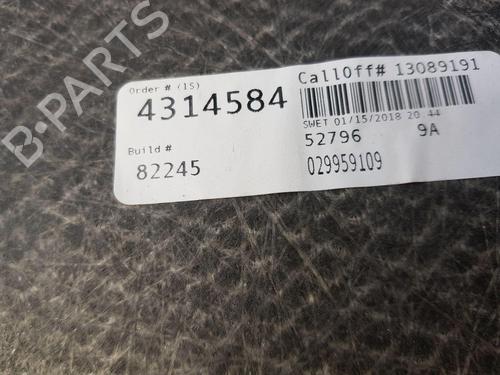 B-PARTS
Order # (1S)
4314584
Build #
82245
CallOff# 13089191
SWET 01/15/2018 20 44
52796 9A
029959109